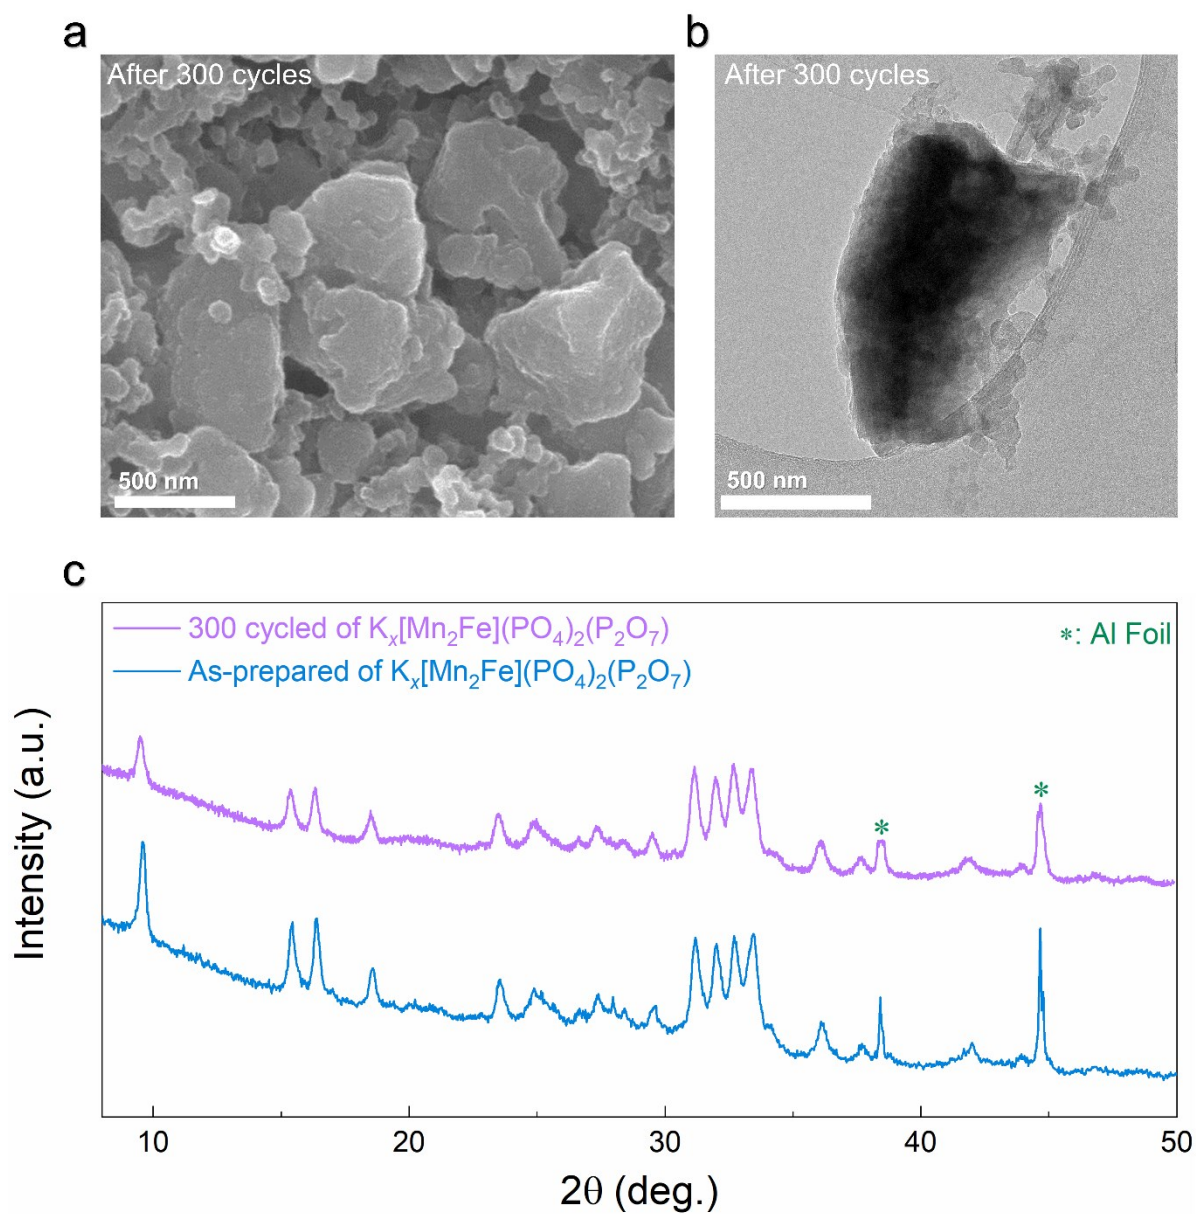 a
b
After 300 cycles
After 300 cycles
500 nm
500 nm
c
300 cycled of Kₓ[Mn₂Fe](PO₄)₂(P₂O₇)
*: Al Foil
As-prepared of Kₓ[Mn₂Fe](PO₄)₂(P₂O₇)
*
*
Intensity (a.u.)
10
20
30
40
50
2θ (deg.)